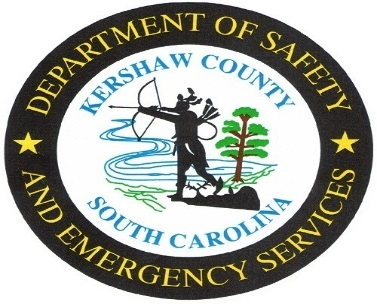 DEPARTMENT OF SAFETY
KERSHAW COUNTY
SOUTH CAROLINA
AND EMERGENCY SERVICES